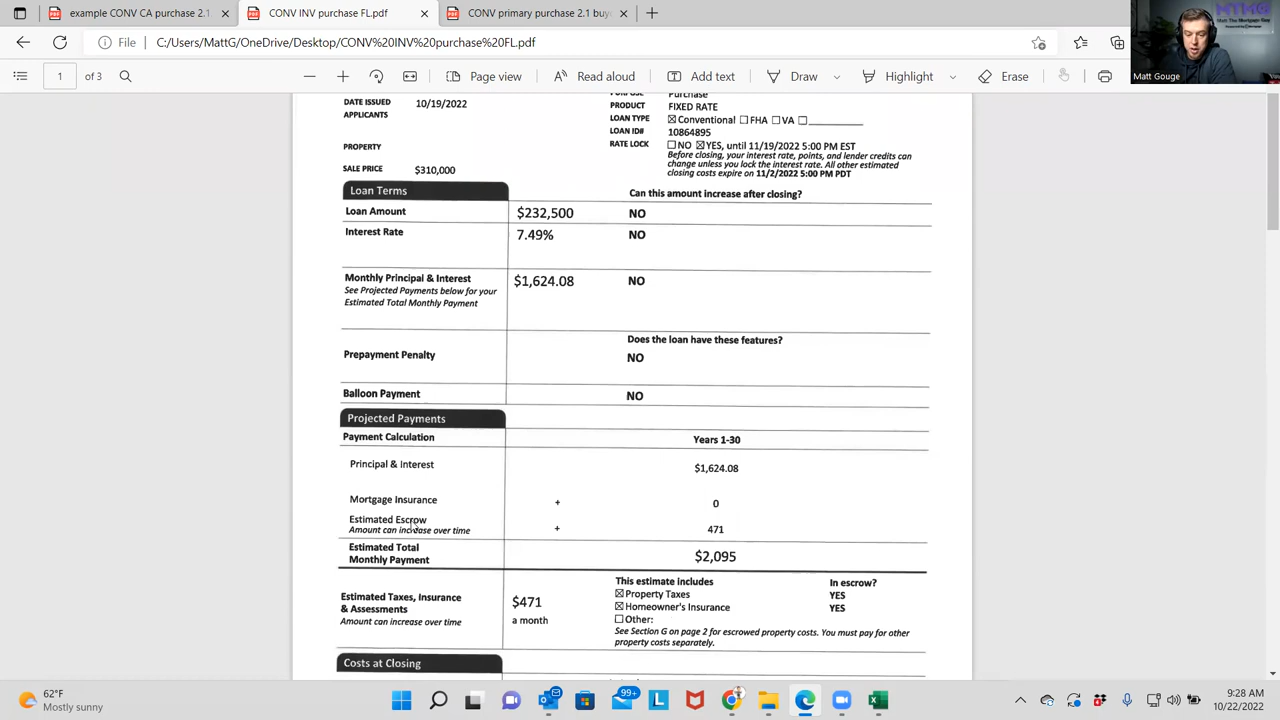 example CONV CA purchase 2.1
CONV INV purchase FL.pdf
CONV primary purchase 2.1 buy
C:/Users/MattG/OneDrive/Desktop/CONV%20INV%20purchase%20FL.pdf
1 of 3
Page view
Read aloud
Add text
Draw
Highlight
Erase
Matt The Mortgage Guy
Matt Gouge
DATE ISSUED 10/19/2022
APPLICANTS
PROPERTY
SALE PRICE $310,000
PURPOSE Purchase
PRODUCT FIXED RATE
LOAN TYPE ☒ Conventional ☐ FHA ☐ VA ☐ ________
LOAN ID# 10864895
RATE LOCK ☐ NO ☒ YES, until 11/19/2022 5:00 PM EST
Before closing, your interest rate, points, and lender credits can
change unless you lock the interest rate. All other estimated
closing costs expire on 11/2/2022 5:00 PM PDT
Loan Terms Can this amount increase after closing?
Loan Amount $232,500 NO
Interest Rate 7.49% NO
Monthly Principal & Interest $1,624.08 NO
See Projected Payments below for your
Estimated Total Monthly Payment
Does the loan have these features?
Prepayment Penalty NO
Balloon Payment NO
Projected Payments
Payment Calculation Years 1-30
Principal & Interest $1,624.08
Mortgage Insurance + 0
Estimated Escrow + 471
Amount can increase over time
Estimated Total
Monthly Payment $2,095
Estimated Taxes, Insurance
& Assessments
Amount can increase over time
$471
a month
This estimate includes In escrow?
☒ Property Taxes YES
☒ Homeowner's Insurance YES
☐ Other:
See Section G on page 2 for escrowed property costs. You must pay for other
property costs separately.
Costs at Closing
62°F
Mostly sunny
99+
9:28 AM
10/22/2022